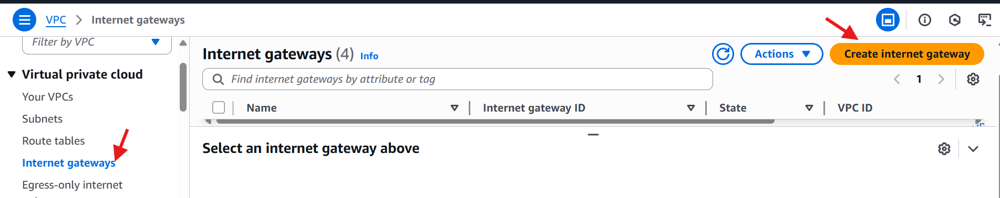 VPC > Internet gateways
Filter by VPC
Virtual private cloud
Your VPCs
Subnets
Route tables
Internet gateways
Egress-only internet
Internet gateways (4) Info
Actions
Create internet gateway
Find internet gateways by attribute or tag
1
Name
Internet gateway ID
State
VPC ID
Select an internet gateway above